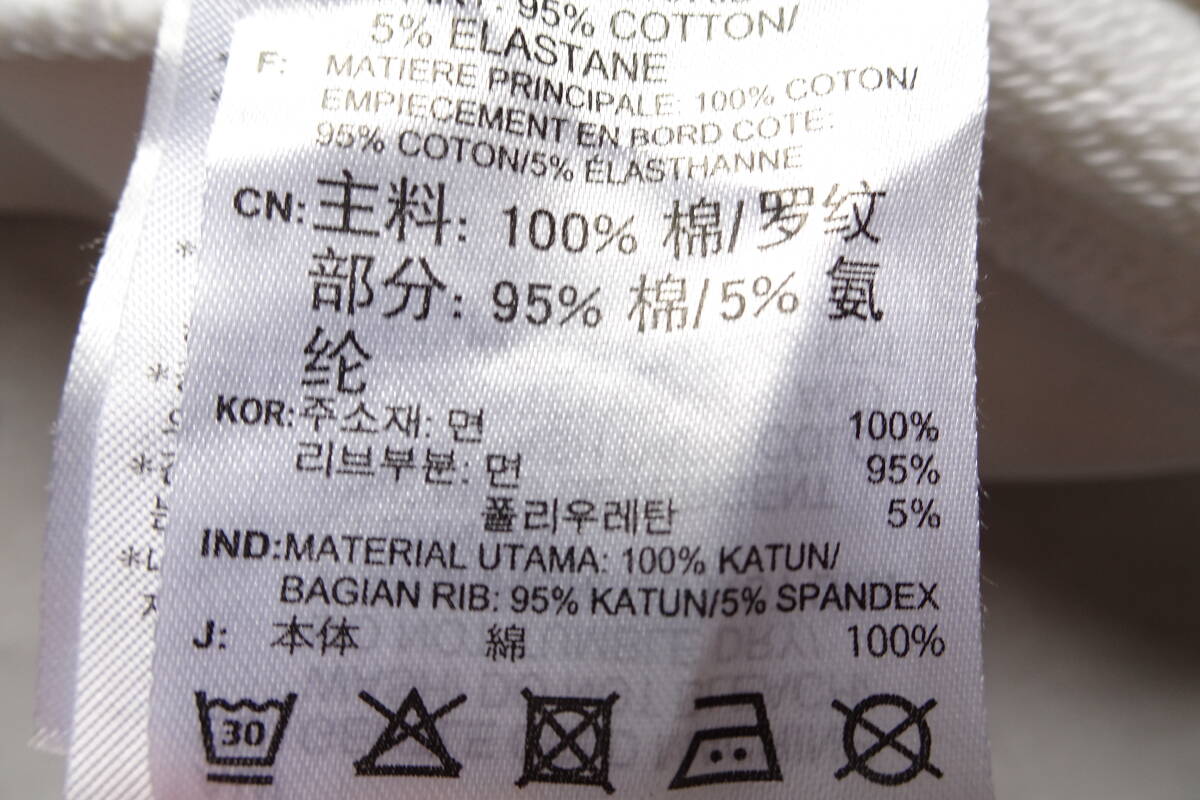 95% COTTON/
5% ELASTANE
F: MATIERE PRINCIPALE: 100% COTON/
EMPIECEMENT EN BORD COTE:
95% COTON/5% ÉLASTHANNE
CN: 主料: 100% 棉/罗纹
部分: 95% 棉/5% 氨
纶
KOR: 주소재: 면 100%
리브부분: 면 95%
폴리우레탄 5%
IND: MATERIAL UTAMA: 100% KATUN/
BAGIAN RIB: 95% KATUN/5% SPANDEX
J: 本体 綿 100%
30